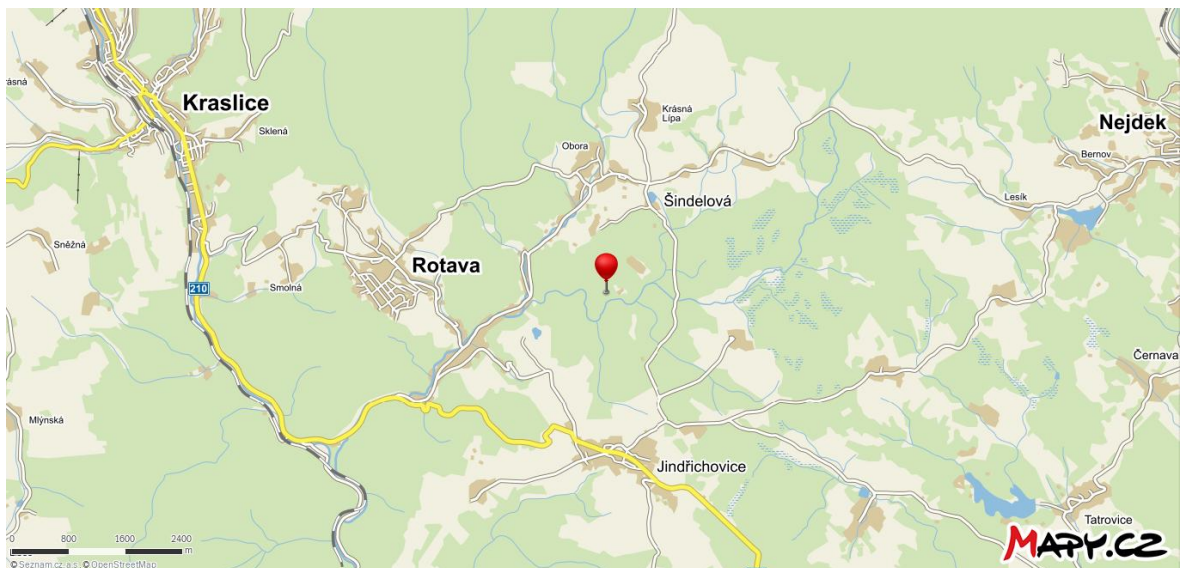 Kraslice
Sklená
Krásná
Lípa
Obora
Nejdek
Bernov
Lesík
Šindelová
Sněžná
Rotava
210
Smolná
Černava
Mlýnská
Jindřichovice
Tatrovice
0 800 1600 2400
m
MAPY.CZ
© Seznam.cz, a.s., © OpenStreetMap